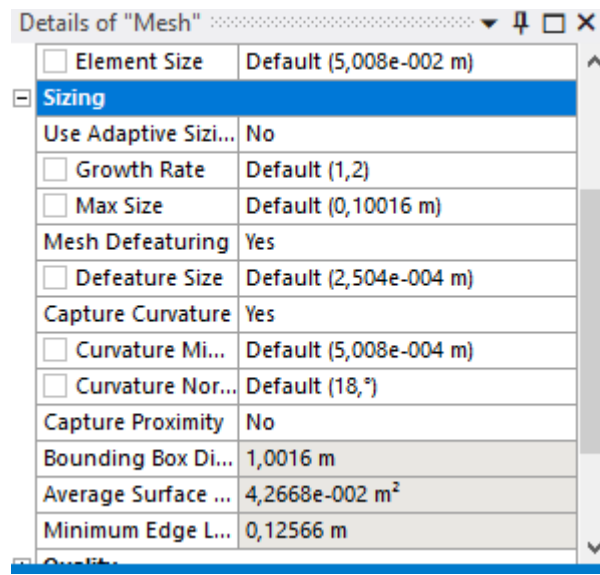 Details of "Mesh"
Element Size Default (5,008e-002 m)
Sizing
Use Adaptive Sizi... No
Growth Rate Default (1,2)
Max Size Default (0,10016 m)
Mesh Defeaturing Yes
Defeature Size Default (2,504e-004 m)
Capture Curvature Yes
Curvature Mi... Default (5,008e-004 m)
Curvature Nor... Default (18,°)
Capture Proximity No
Bounding Box Di... 1,0016 m
Average Surface ... 4,2668e-002 m²
Minimum Edge L... 0,12566 m
Quality